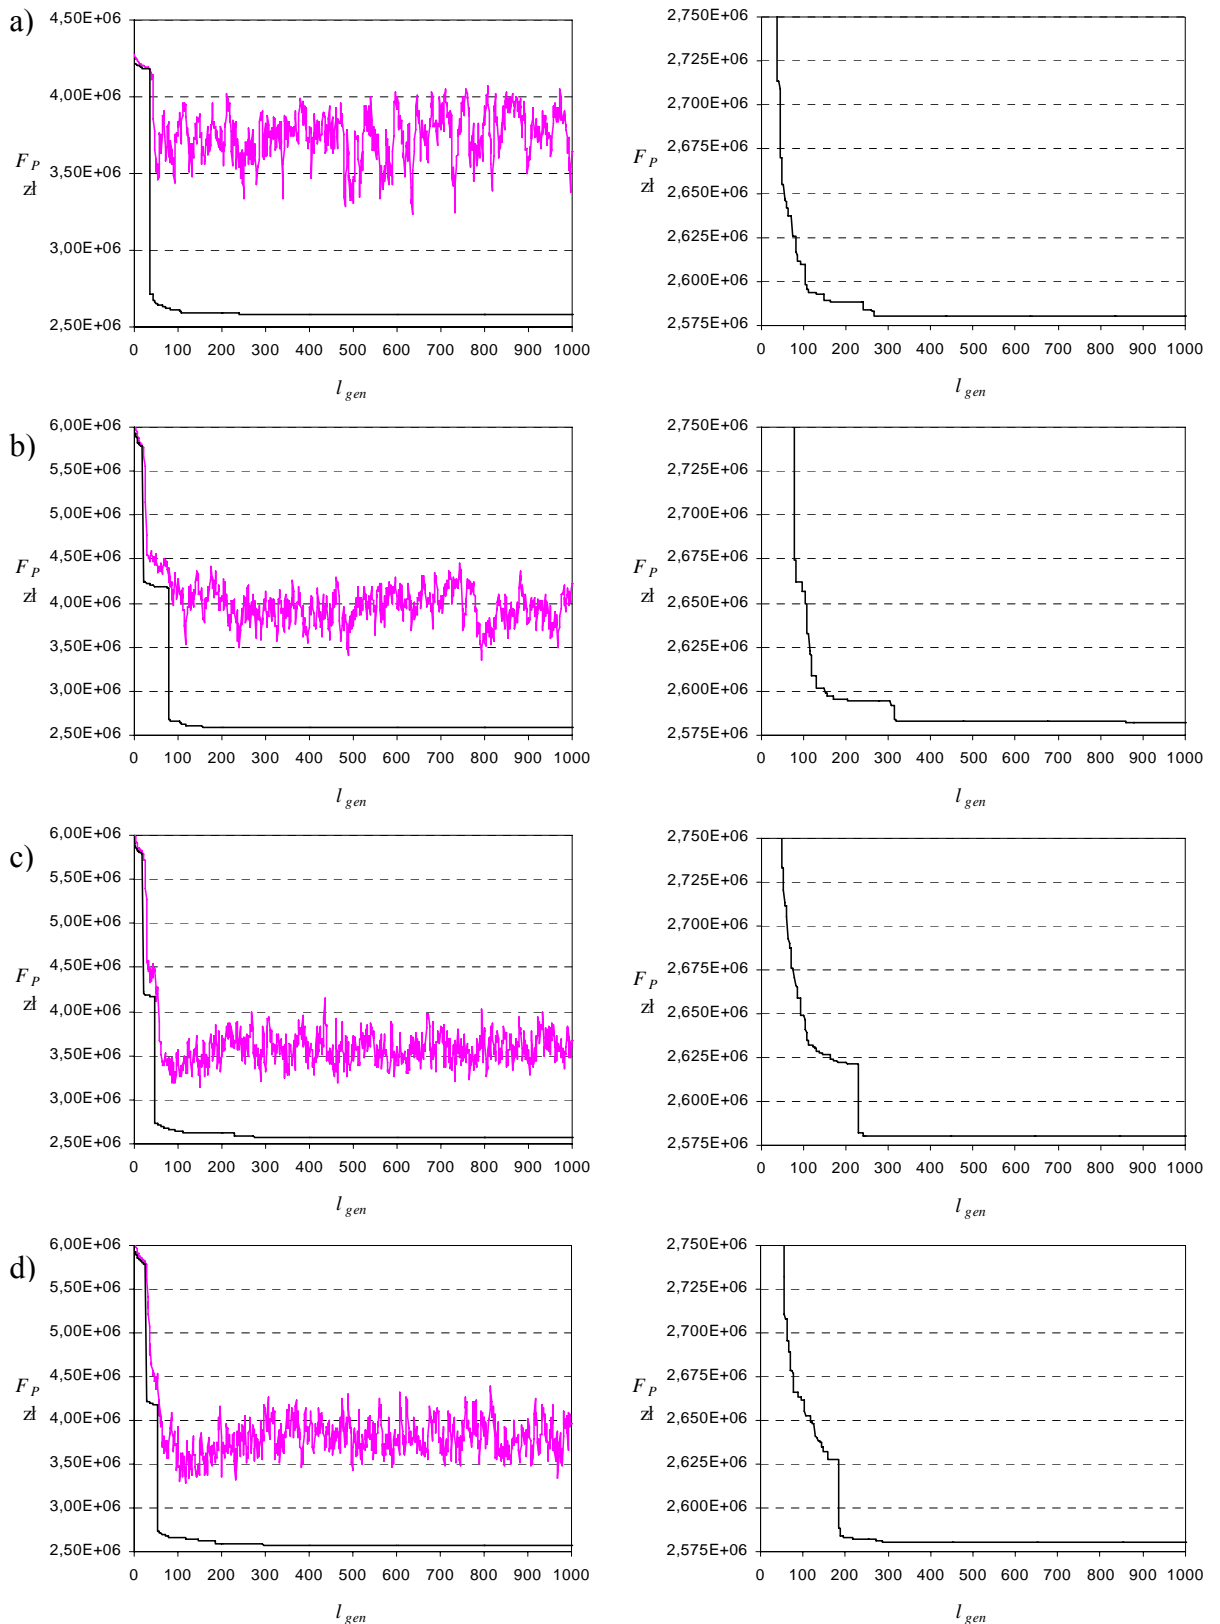 a)
4,50E+06
4,00E+06
3,50E+06
3,00E+06
2,50E+06
F P
zł
0 100 200 300 400 500 600 700 800 900 1000
l gen
2,750E+06
2,725E+06
2,700E+06
2,675E+06
2,650E+06
2,625E+06
2,600E+06
2,575E+06
F P
zł
0 100 200 300 400 500 600 700 800 900 1000
l gen
b)
6,00E+06
5,50E+06
5,00E+06
4,50E+06
4,00E+06
3,50E+06
3,00E+06
2,50E+06
F P
zł
0 100 200 300 400 500 600 700 800 900 1000
l gen
2,750E+06
2,725E+06
2,700E+06
2,675E+06
2,650E+06
2,625E+06
2,600E+06
2,575E+06
F P
zł
0 100 200 300 400 500 600 700 800 900 1000
l gen
c)
6,00E+06
5,50E+06
5,00E+06
4,50E+06
4,00E+06
3,50E+06
3,00E+06
2,50E+06
F P
zł
0 100 200 300 400 500 600 700 800 900 1000
l gen
2,750E+06
2,725E+06
2,700E+06
2,675E+06
2,650E+06
2,625E+06
2,600E+06
2,575E+06
F P
zł
0 100 200 300 400 500 600 700 800 900 1000
l gen
d)
6,00E+06
5,50E+06
5,00E+06
4,50E+06
4,00E+06
3,50E+06
3,00E+06
2,50E+06
F P
zł
0 100 200 300 400 500 600 700 800 900 1000
l gen
2,750E+06
2,725E+06
2,700E+06
2,675E+06
2,650E+06
2,625E+06
2,600E+06
2,575E+06
F P
zł
0 100 200 300 400 500 600 700 800 900 1000
l gen